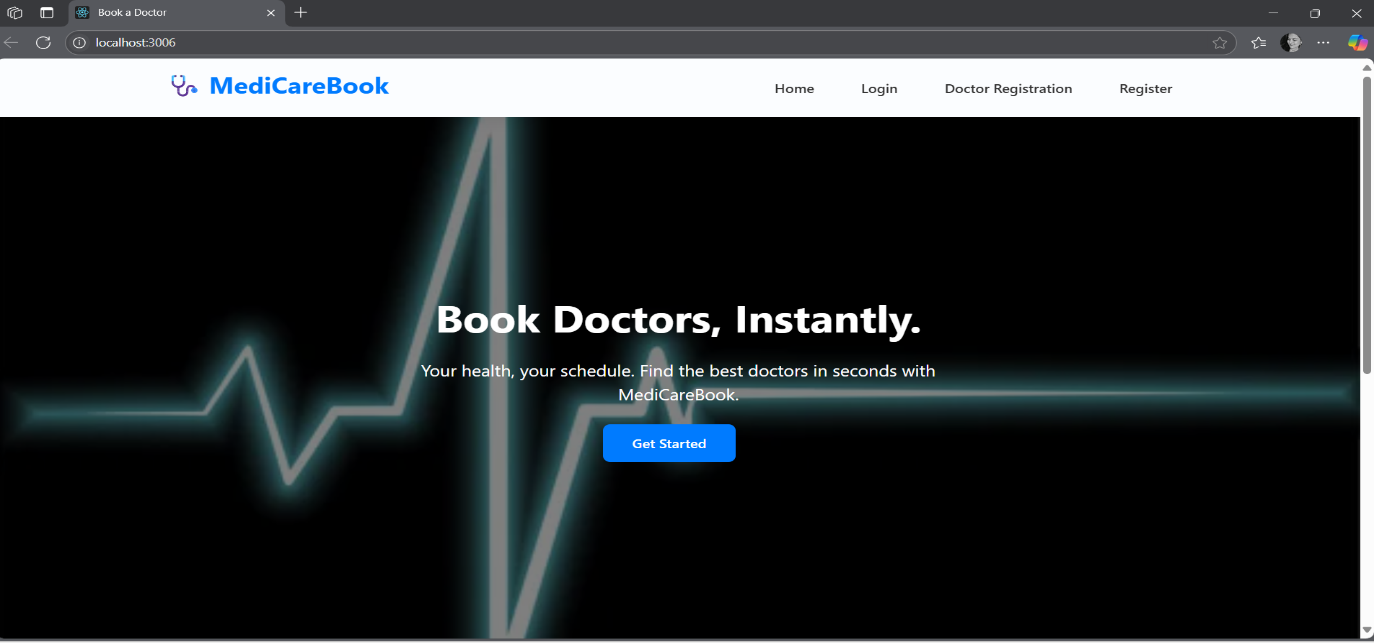 Book a Doctor
localhost:3006
MediCareBook
Home Login Doctor Registration Register
Book Doctors, Instantly.
Your health, your schedule. Find the best doctors in seconds with
MediCareBook.
Get Started